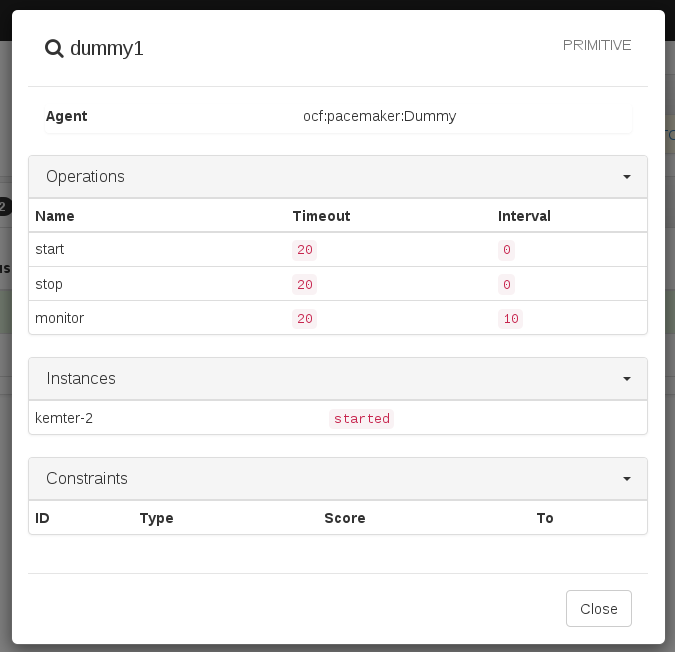 dummy1 PRIMITIVE
Agent ocf:pacemaker:Dummy
Operations
Name Timeout Interval
start 20 0
stop 20 0
monitor 20 10
Instances
kemter-2 started
Constraints
ID Type Score To
Close